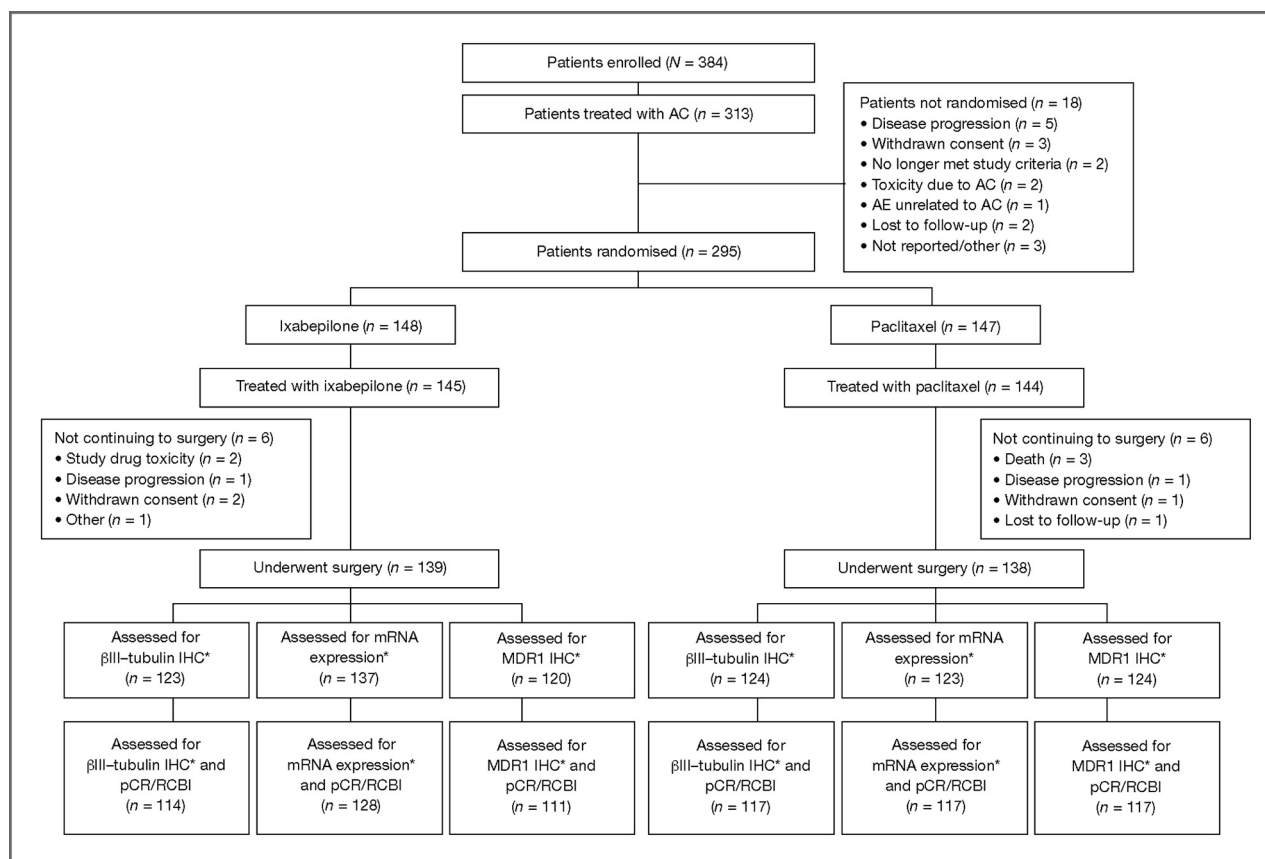 Patients enrolled (N = 384)
Patients treated with AC (n = 313)
Patients not randomised (n = 18)
• Disease progression (n = 5)
• Withdrawn consent (n = 3)
• No longer met study criteria (n = 2)
• Toxicity due to AC (n = 2)
• AE unrelated to AC (n = 1)
• Lost to follow-up (n = 2)
• Not reported/other (n = 3)
Patients randomised (n = 295)
Ixabepilone (n = 148)
Paclitaxel (n = 147)
Treated with ixabepilone (n = 145)
Treated with paclitaxel (n = 144)
Not continuing to surgery (n = 6)
• Study drug toxicity (n = 2)
• Disease progression (n = 1)
• Withdrawn consent (n = 2)
• Other (n = 1)
Not continuing to surgery (n = 6)
• Death (n = 3)
• Disease progression (n = 1)
• Withdrawn consent (n = 1)
• Lost to follow-up (n = 1)
Underwent surgery (n = 139)
Underwent surgery (n = 138)
Assessed for
βIII–tubulin IHC*
(n = 123)
Assessed for mRNA
expression*
(n = 137)
Assessed for
MDR1 IHC*
(n = 120)
Assessed for
βIII–tubulin IHC*
(n = 124)
Assessed for mRNA
expression*
(n = 123)
Assessed for
MDR1 IHC*
(n = 124)
Assessed for
βIII–tubulin IHC* and
pCR/RCBI
(n = 114)
Assessed for
mRNA expression*
and pCR/RCBI
(n = 128)
Assessed for
MDR1 IHC* and
pCR/RCBI
(n = 111)
Assessed for
βIII–tubulin IHC* and
pCR/RCBI
(n = 117)
Assessed for
mRNA expression*
and pCR/RCBI
(n = 117)
Assessed for
MDR1 IHC* and
pCR/RCBI
(n = 117)